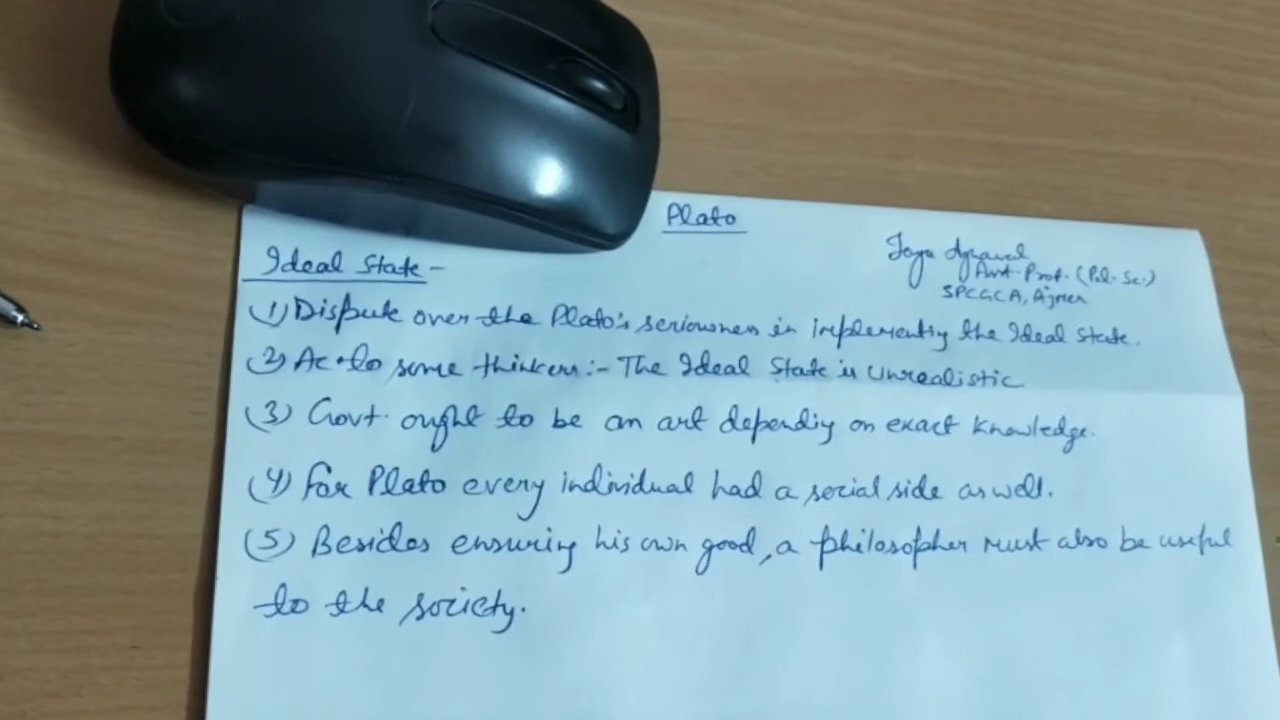 Plato
Jaya Agrawal
Asst. Prof. (Pol. Sc.)
SPCGCA, Ajmer
Ideal State -
(1) Dispute over the Plato's seriousness in implementing the Ideal State.
(2) Ac. to some thinkers :- The Ideal State is Unrealistic
(3) Govt. ought to be an art depending on exact knowledge.
(4) For Plato every individual had a social side as well.
(5) Besides ensuring his own good, a philosopher must also be useful
to the society.